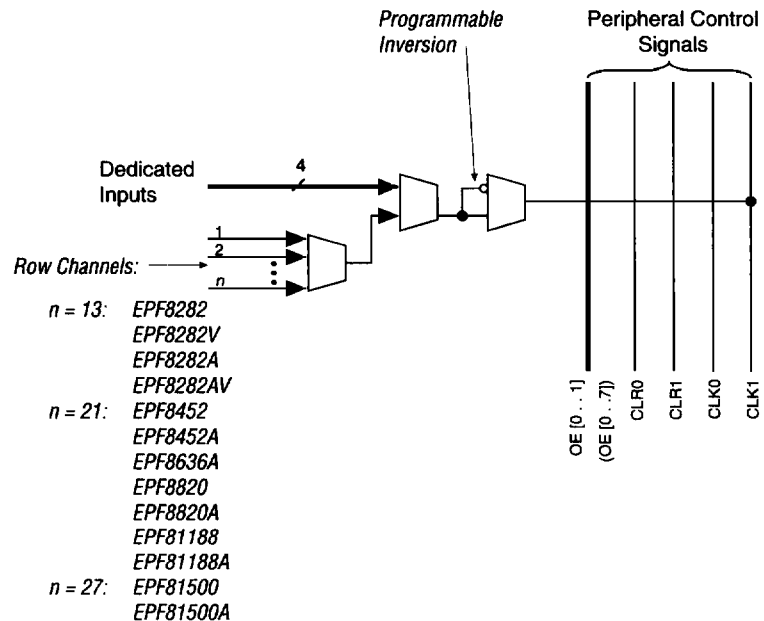 Programmable
Inversion
Peripheral Control
Signals
Dedicated
Inputs
4
1
2
n
Row Channels:
n = 13: EPF8282
EPF8282V
EPF8282A
EPF8282AV
n = 21: EPF8452
EPF8452A
EPF8636A
EPF8820
EPF8820A
EPF81188
EPF81188A
n = 27: EPF81500
EPF81500A
OE [0 . . 1]
(OE [0 . .7])
CLR0
CLR1
CLK0
CLK1